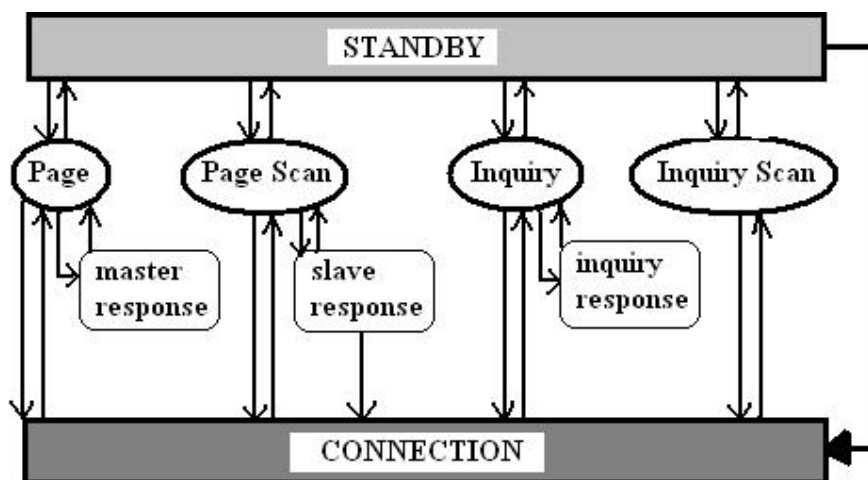 STANDBY
Page
Page Scan
Inquiry
Inquiry Scan
master
response
slave
response
inquiry
response
CONNECTION